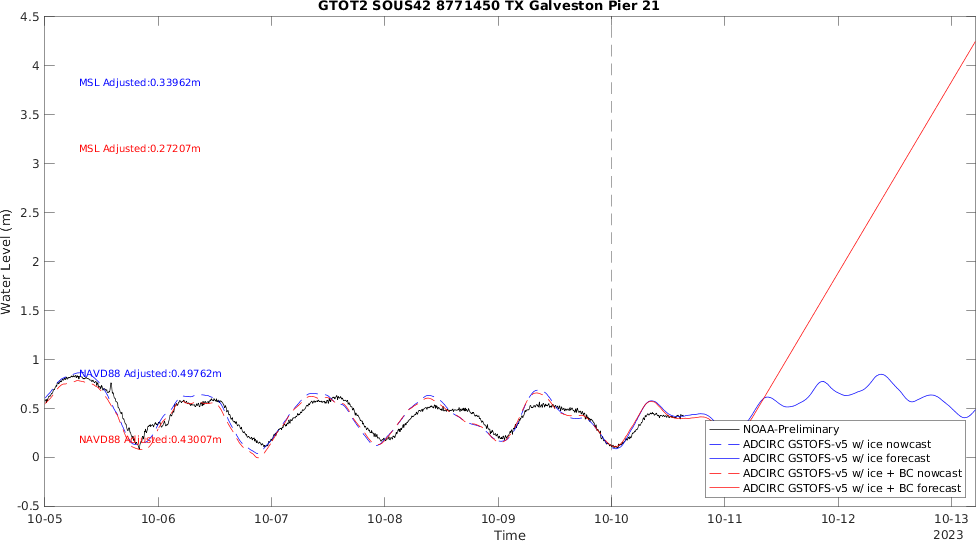 GTOT2 SOUS42 8771450 TX Galveston Pier 21
4.5
4
3.5
3
2.5
2
1.5
1
0.5
0
-0.5
Water Level (m)
MSL Adjusted:0.33962m
MSL Adjusted:0.27207m
NAVD88 Adjusted:0.49762m
NAVD88 Adjusted:0.43007m
NOAA-Preliminary
ADCIRC GSTOFS-v5 w/ ice nowcast
ADCIRC GSTOFS-v5 w/ ice forecast
ADCIRC GSTOFS-v5 w/ ice + BC nowcast
ADCIRC GSTOFS-v5 w/ ice + BC forecast
10-05 10-06 10-07 10-08 10-09 10-10 10-11 10-12 10-13
Time
2023